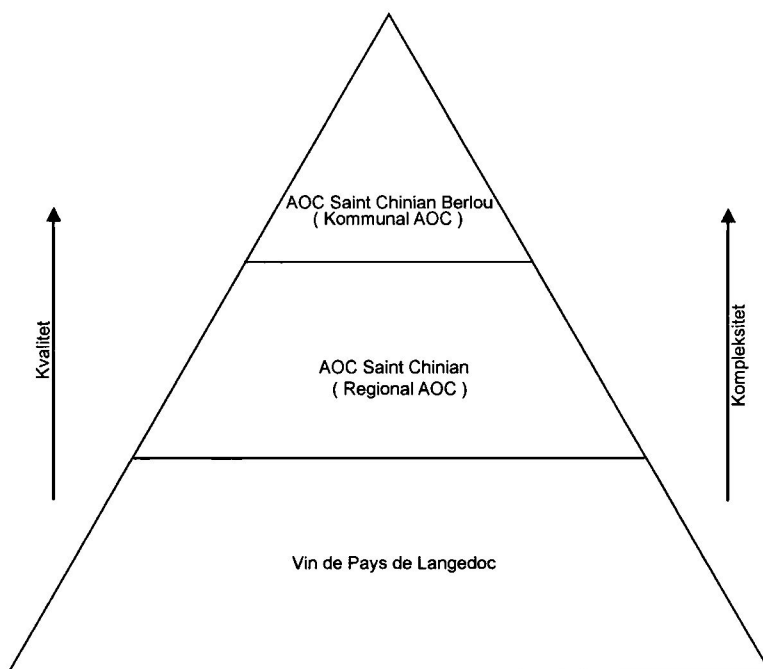 AOC Saint Chinian Berlou
( Kommunal AOC )
Kvalitet
Kompleksitet
AOC Saint Chinian
( Regional AOC )
Vin de Pays de Langedoc